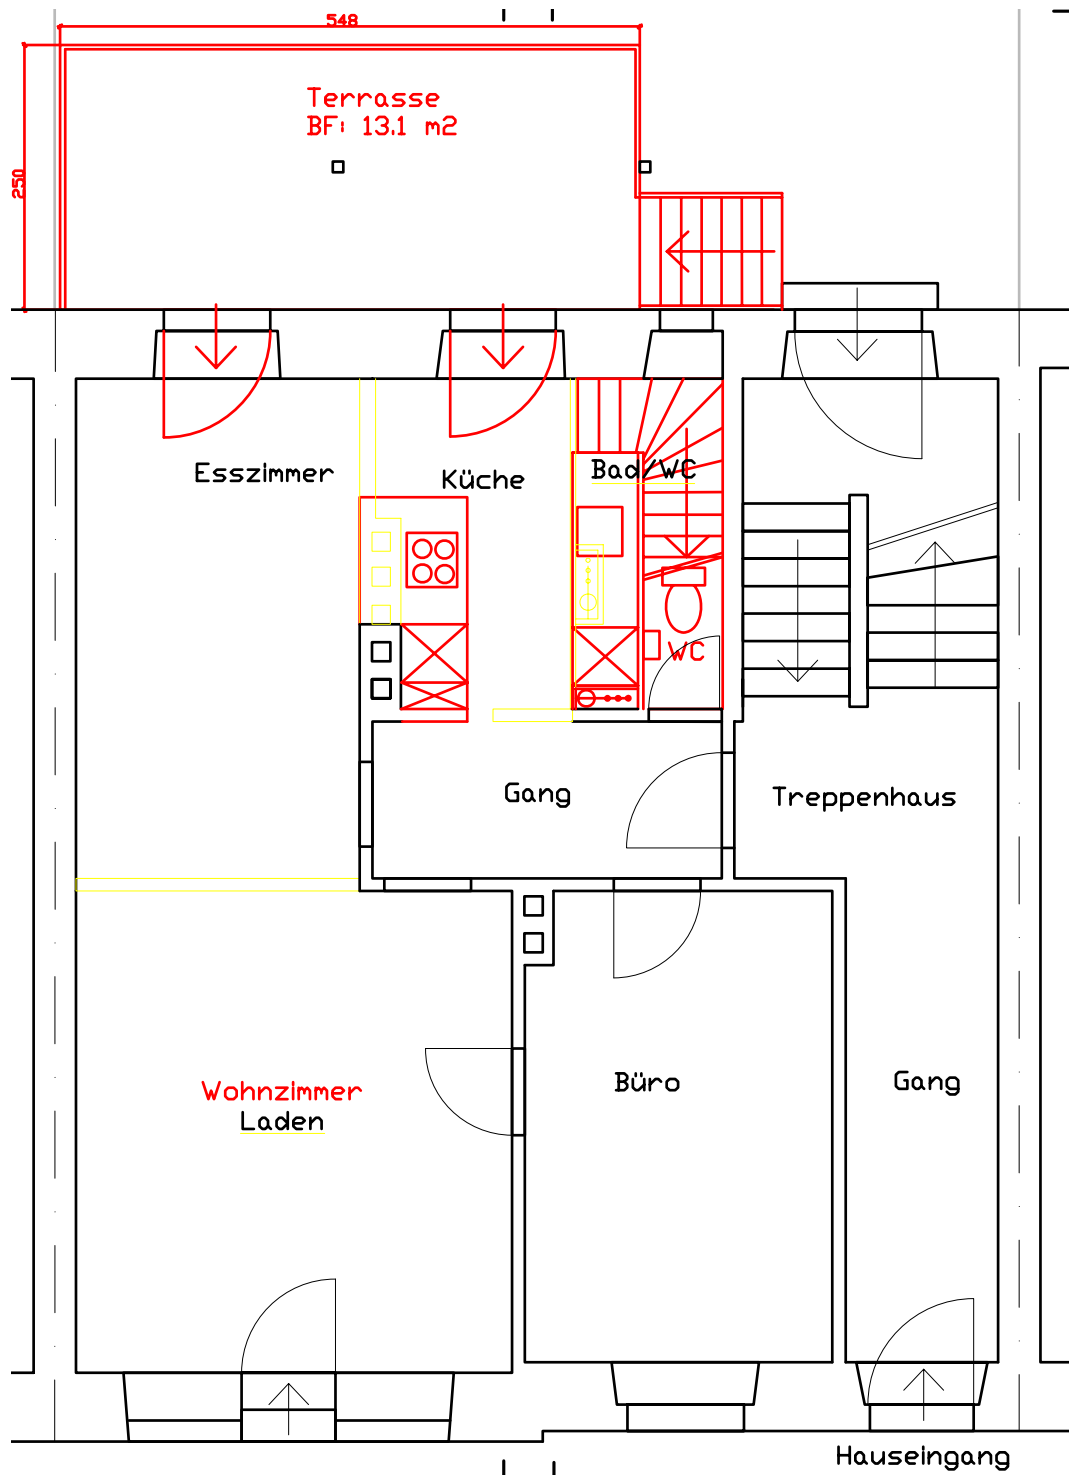 548
Terrasse
BF: 13.1 m2
250
Esszimmer
Küche
Bad/WC
WC
Gang
Treppenhaus
Wohnzimmer
Laden
Büro
Gang
Hauseingang